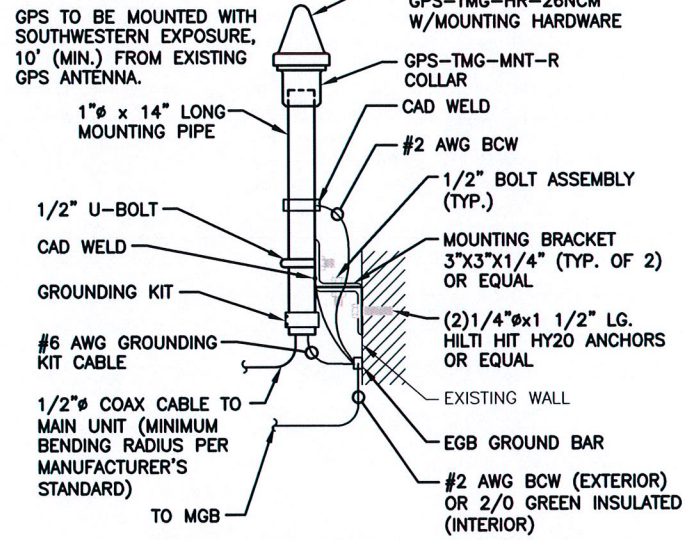 GPS TO BE MOUNTED WITH
SOUTHWESTERN EXPOSURE,
10' (MIN.) FROM EXISTING
GPS ANTENNA.
GPS-TMG-HR-26NCM
W/MOUNTING HARDWARE
GPS-TMG-MNT-R
COLLAR
1"ø x 14" LONG
MOUNTING PIPE
CAD WELD
#2 AWG BCW
1/2" BOLT ASSEMBLY
(TYP.)
1/2" U-BOLT
CAD WELD
MOUNTING BRACKET
3"X3"X1/4" (TYP. OF 2)
OR EQUAL
GROUNDING KIT
(2)1/4"øx1 1/2" LG.
HILTI HIT HY20 ANCHORS
OR EQUAL
#6 AWG GROUNDING
KIT CABLE
EXISTING WALL
1/2"ø COAX CABLE TO
MAIN UNIT (MINIMUM
BENDING RADIUS PER
MANUFACTURER'S
STANDARD)
EGB GROUND BAR
#2 AWG BCW (EXTERIOR)
OR 2/0 GREEN INSULATED
(INTERIOR)
TO MGB